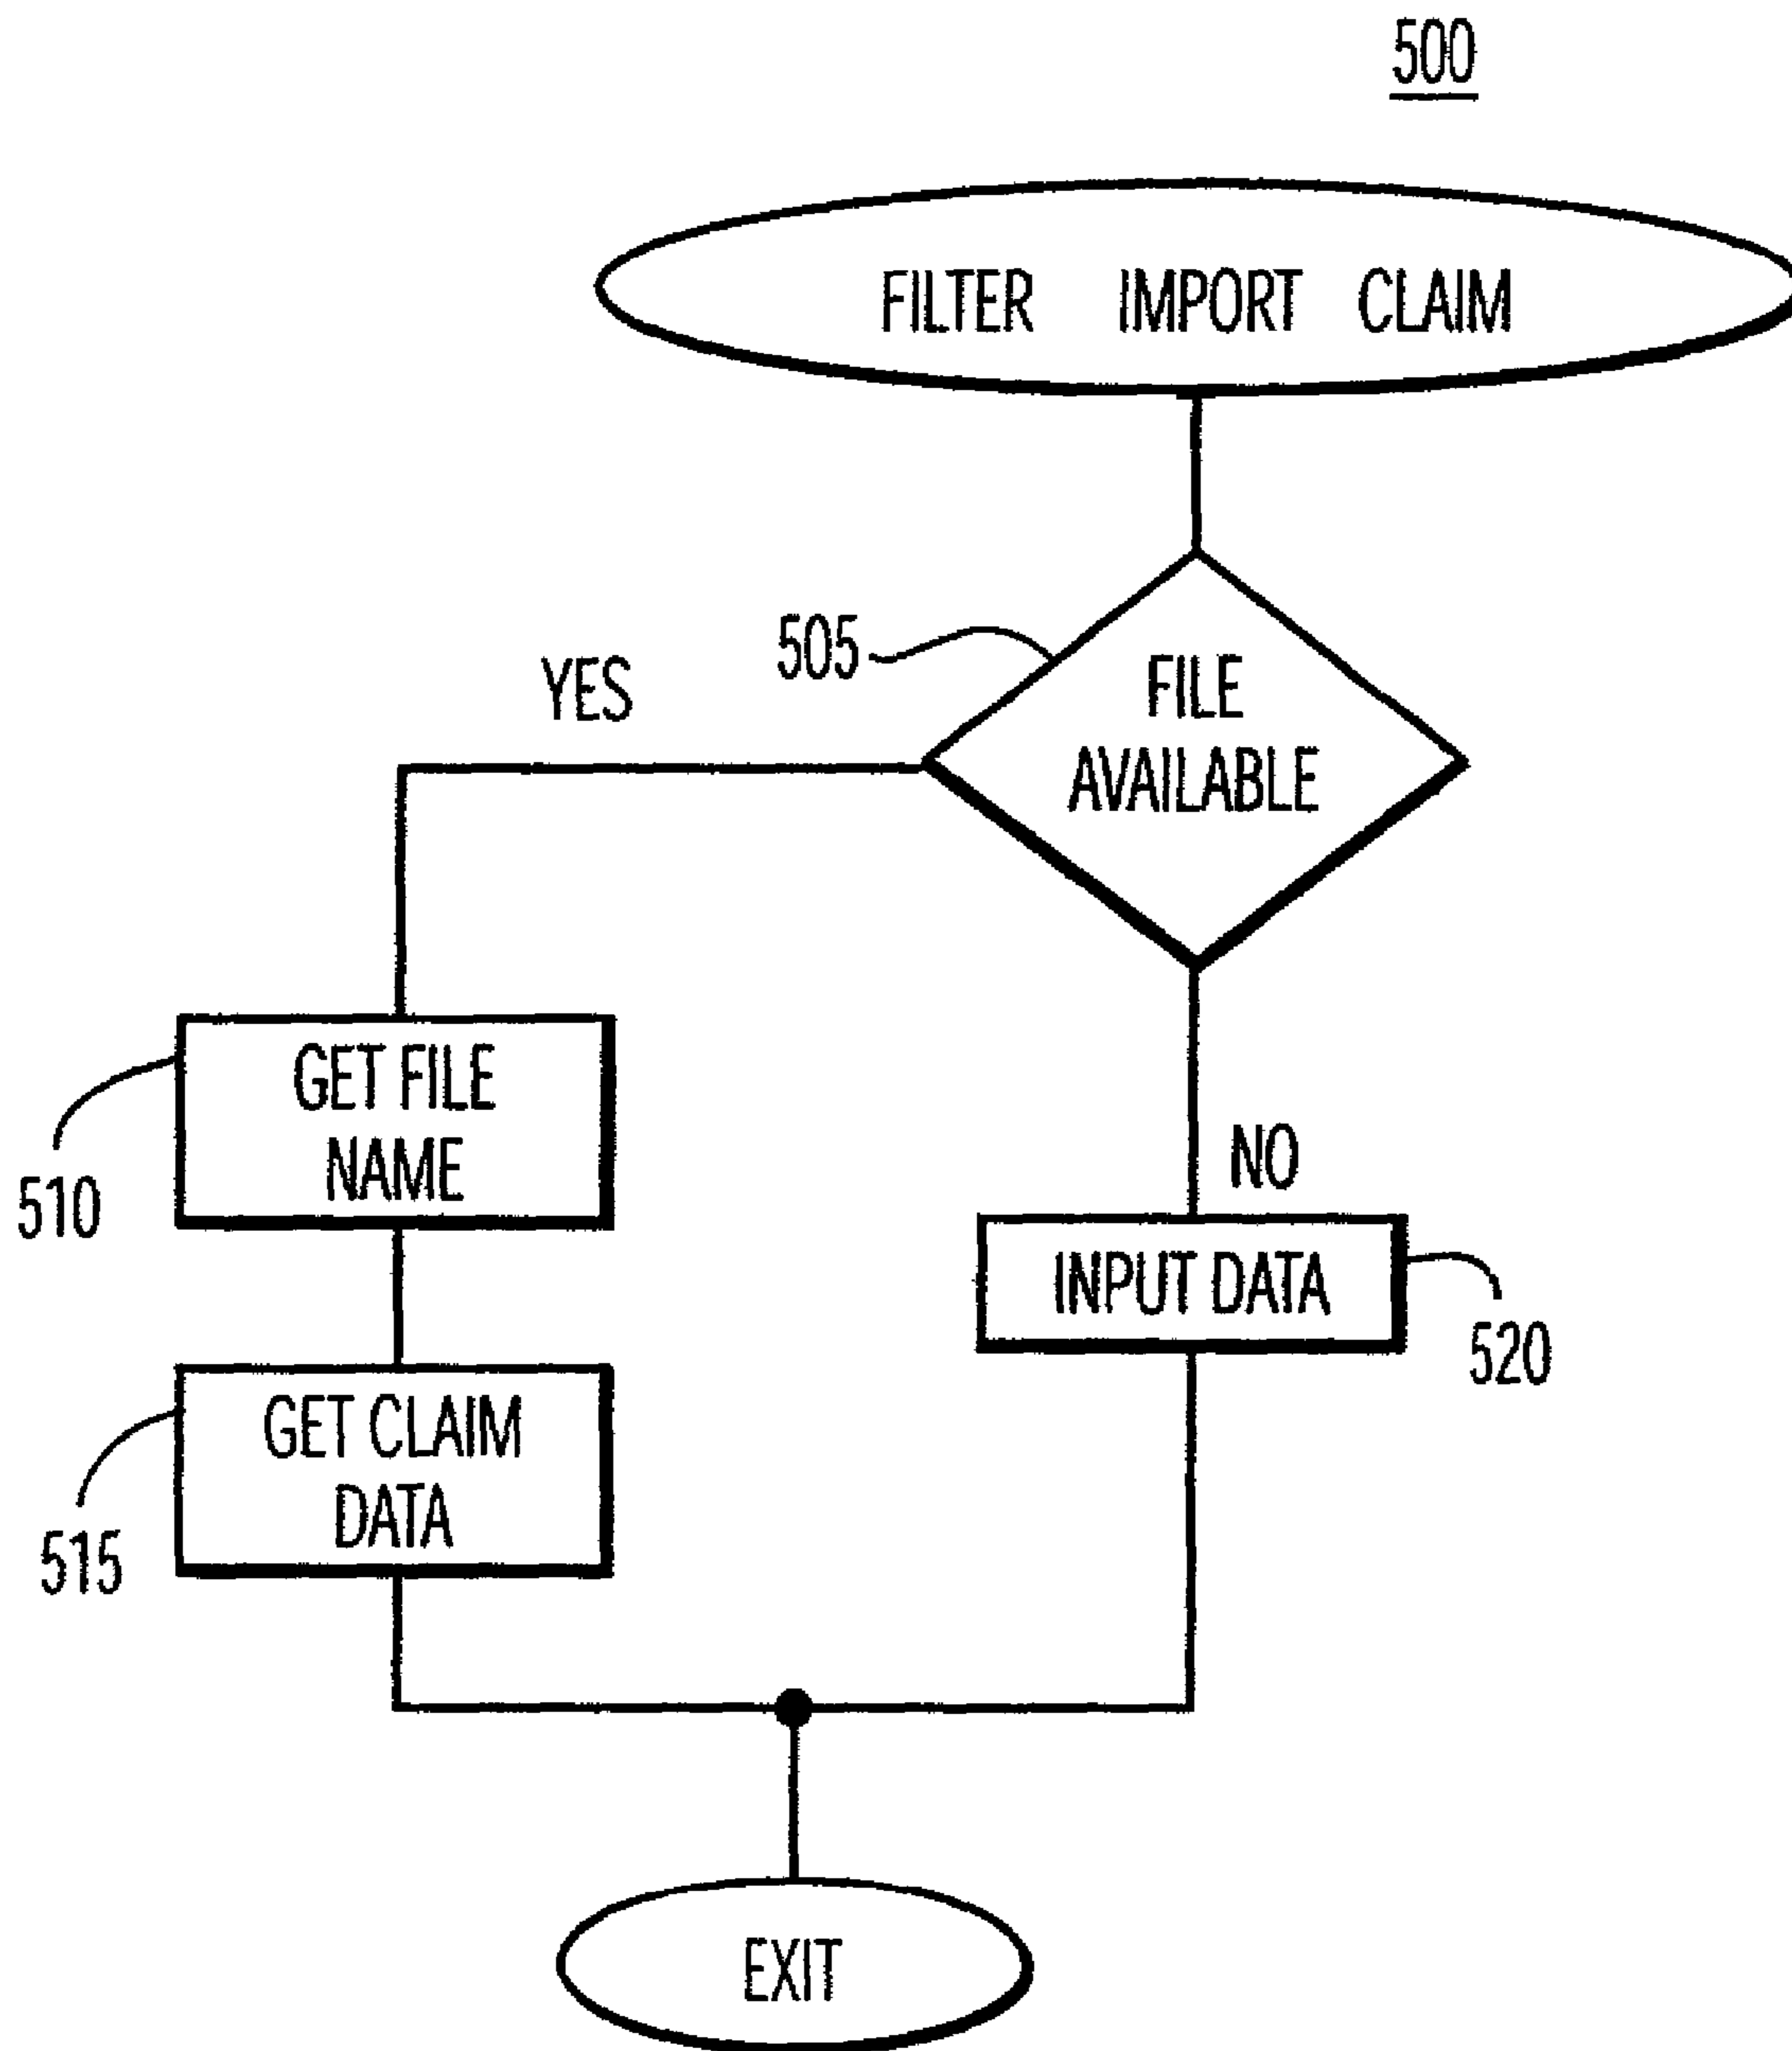 500
FILTER IMPORT CLAIM
505
FILE
AVAILABLE
YES
NO
510
GET FILE
NAME
INPUT DATA
520
515
GET CLAIM
DATA
EXIT